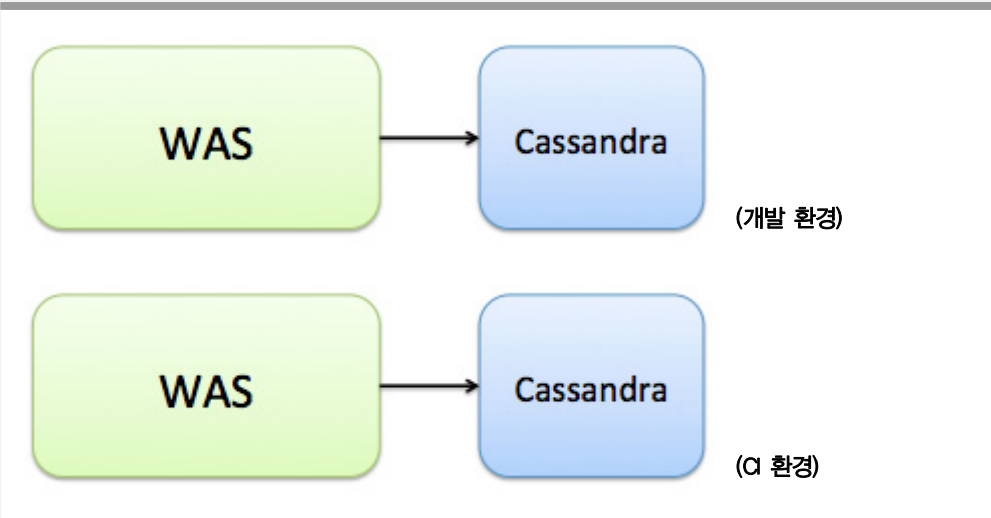 WAS
Cassandra
(개발 환경)
WAS
Cassandra
(CI 환경)